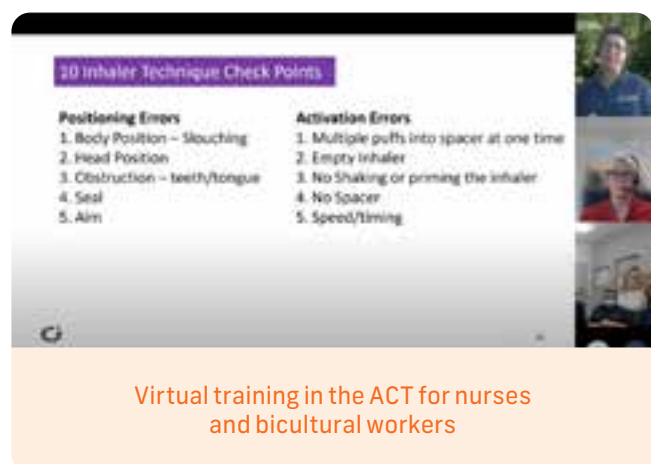 10 Inhaler Technique Check Points
Positioning Errors
1. Body Position – Slouching
2. Head Position
3. Obstruction – teeth/tongue
4. Seal
5. Aim
Activation Errors
1. Multiple puffs into spacer at one time
2. Empty Inhaler
3. No Shaking or priming the inhaler
4. No Spacer
5. Speed/timing
Virtual training in the ACT for nurses
and bicultural workers